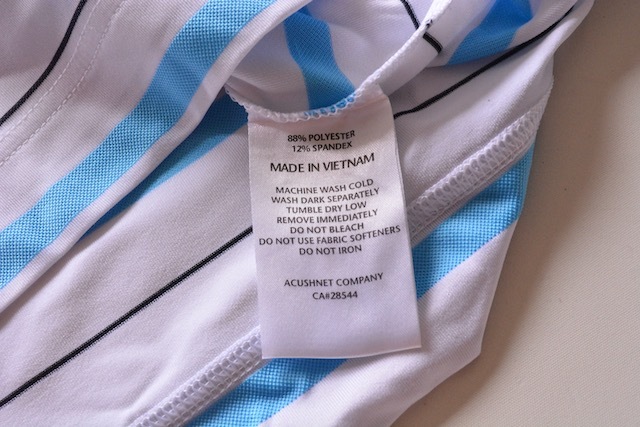 88% POLYESTER
12% SPANDEX
MADE IN VIETNAM
MACHINE WASH COLD
WASH DARK SEPARATELY
TUMBLE DRY LOW
REMOVE IMMEDIATELY
DO NOT BLEACH
DO NOT USE FABRIC SOFTENERS
DO NOT IRON
ACUSHNET COMPANY
CA#28544